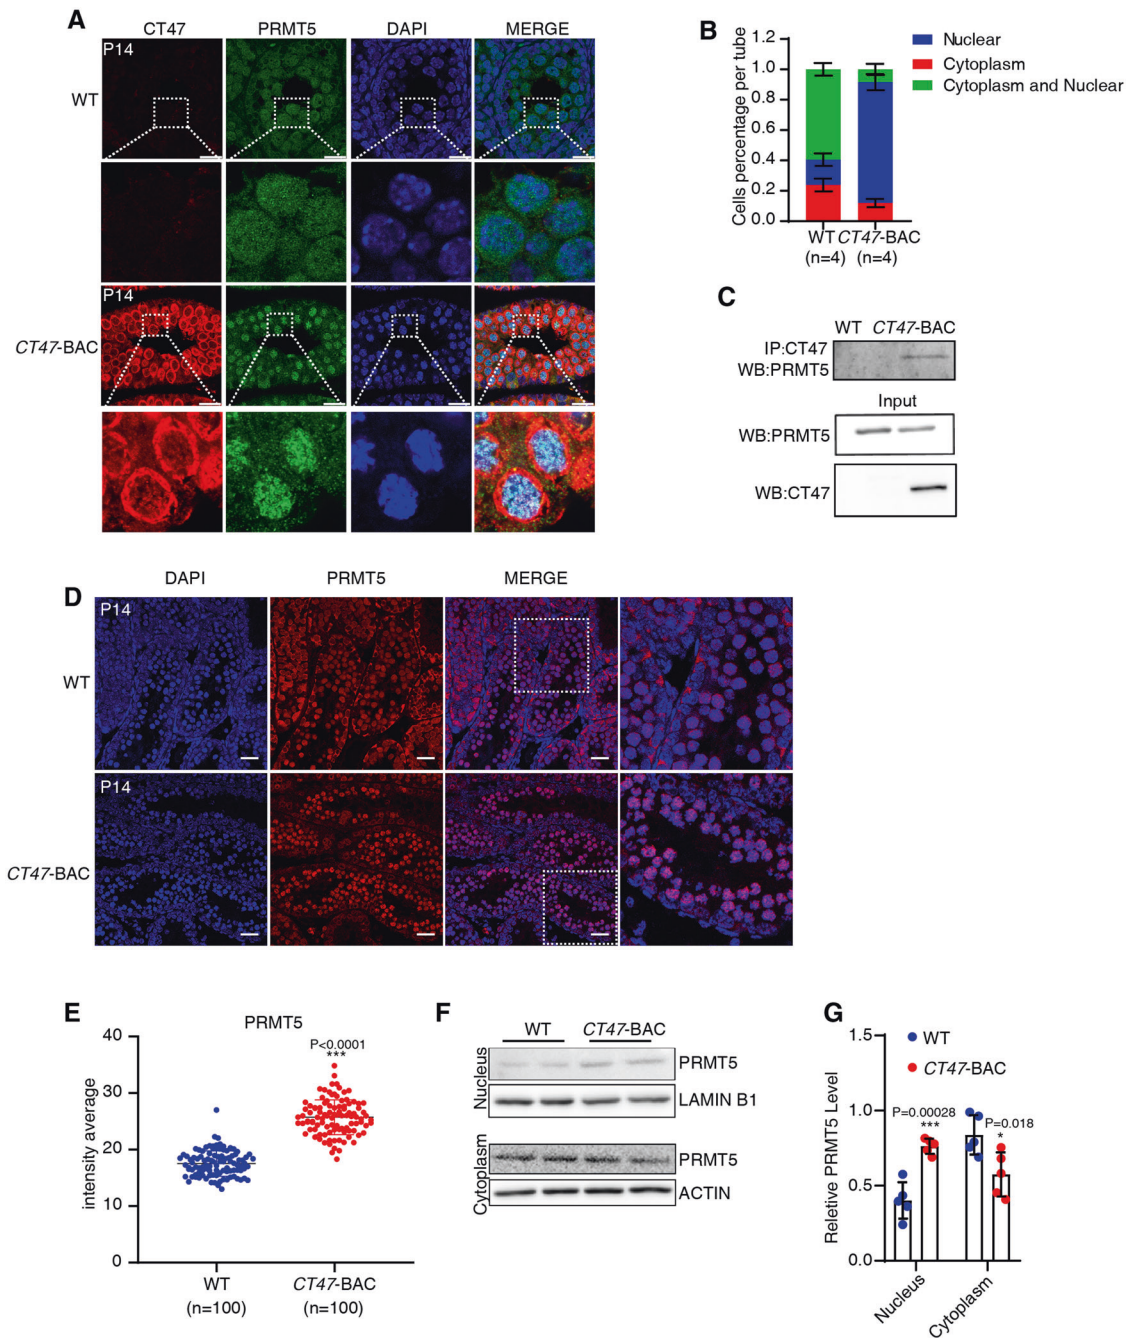 A
CT47 PRMT5 DAPI MERGE
P14
WT
P14
CT47-BAC
B
Cells percentage per tube
1.2
1.0
0.8
0.6
0.4
0.2
0.0
WT CT47-BAC
(n=4) (n=4)
Nuclear
Cytoplasm
Cytoplasm and Nuclear
C
WT CT47-BAC
IP:CT47
WB:PRMT5
Input
WB:PRMT5
WB:CT47
D
DAPI PRMT5 MERGE
P14
WT
P14
CT47-BAC
E
PRMT5
intensity average
40
30
20
10
0
P<0.0001
***
WT CT47-BAC
(n=100) (n=100)
F
WT CT47-BAC
Nucleus
PRMT5
LAMIN B1
Cytoplasm
PRMT5
ACTIN
G
Reletive PRMT5 Level
1.5
1.0
0.5
0.0
WT
CT47-BAC
P=0.00028
***
P=0.018
*
Nucleus
Cytoplasm